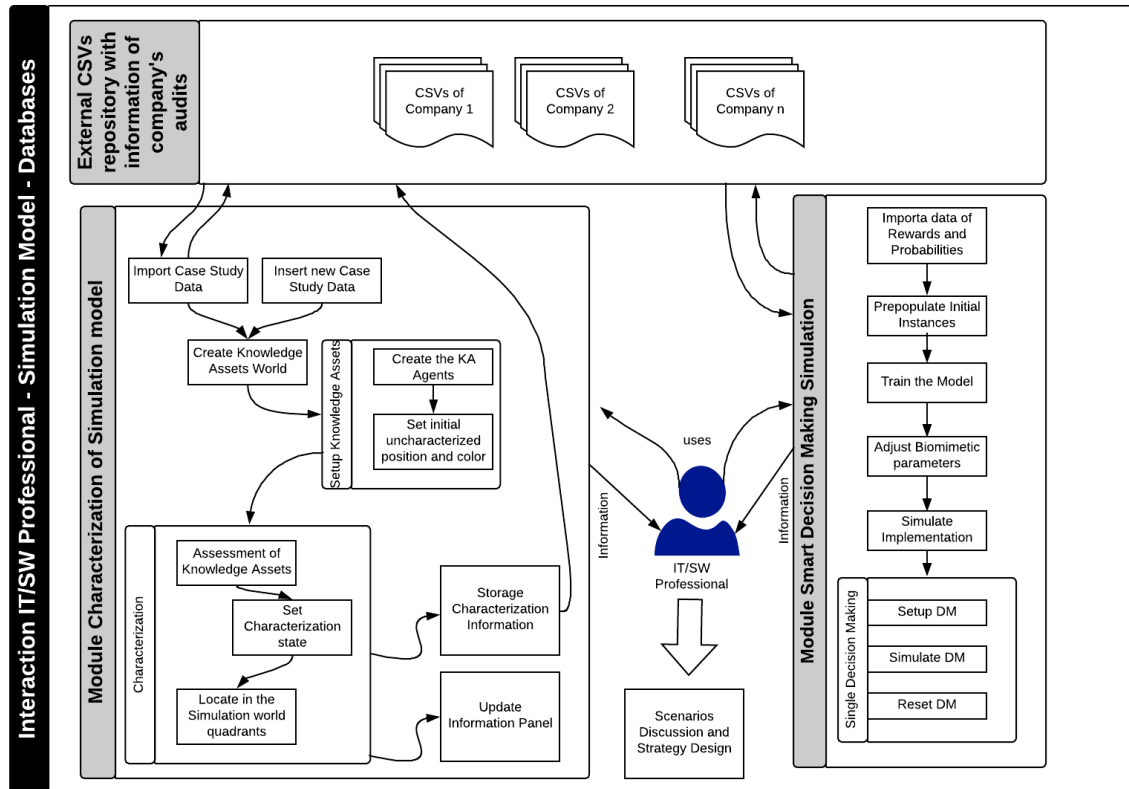 Interaction IT/SW Professional - Simulation Model - Databases
External CSVs
repository with
information of
company's
audits
CSVs of
Company 1
CSVs of
Company 2
CSVs of
Company n
Module Characterization of Simulation model
Import Case Study
Data
Insert new Case
Study Data
Create Knowledge
Assets World
Setup Knowledge Assets
Create the KA
Agents
Set initial
uncharacterized
position and color
Characterization
Assessment of
Knowledge Assets
Set
Characterization
state
Locate in the
Simulation world
quadrants
Storage
Characterization
Information
Update
Information Panel
uses
Information
Information
IT/SW
Professional
Scenarios
Discussion and
Strategy Design
Module Smart Decision Making Simulation
Importa data of
Rewards and
Probabilities
Prepopulate Initial
Instances
Train the Model
Adjust Biomimetic
parameters
Simulate
Implementation
Single Decision Making
Setup DM
Simulate DM
Reset DM